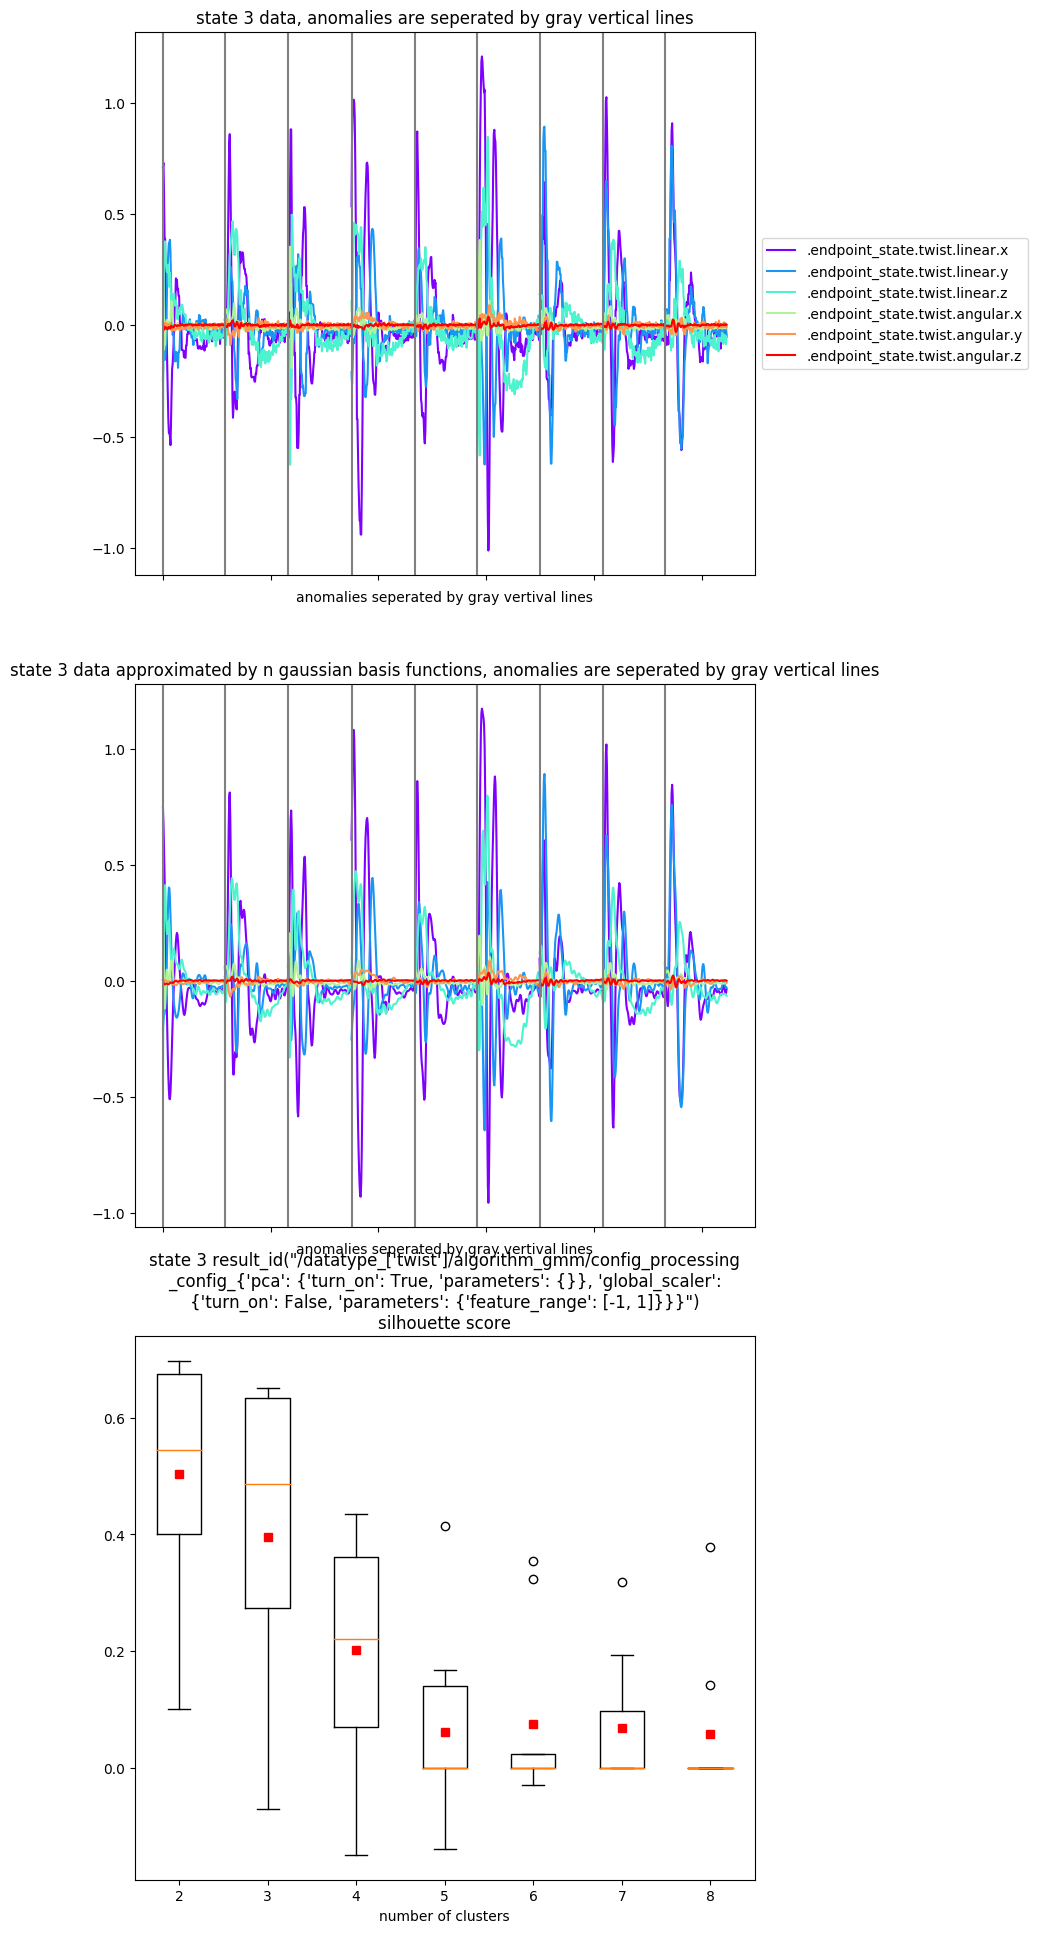 state 3 data, anomalies are seperated by gray vertical lines
1.0
0.5
0.0
−0.5
−1.0
.endpoint_state.twist.linear.x
.endpoint_state.twist.linear.y
.endpoint_state.twist.linear.z
.endpoint_state.twist.angular.x
.endpoint_state.twist.angular.y
.endpoint_state.twist.angular.z
anomalies seperated by gray vertival lines
state 3 data approximated by n gaussian basis functions, anomalies are seperated by gray vertical lines
1.0
0.5
0.0
−0.5
−1.0
anomalies seperated by gray vertival lines
state 3 result_id("/datatype_['twist']/algorithm_gmm/config_processing
_config_{'pca': {'turn_on': True, 'parameters': {}}, 'global_scaler':
{'turn_on': False, 'parameters': {'feature_range': [-1, 1]}}}")
silhouette score
0.6
0.4
0.2
0.0
2 3 4 5 6 7 8
number of clusters